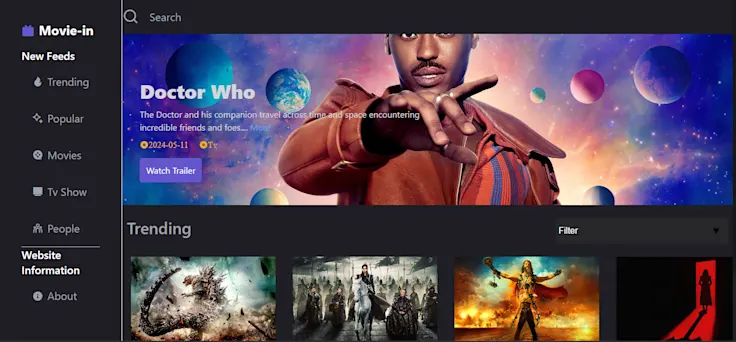 Movie-in
New Feeds
Trending
Popular
Movies
Tv Show
People
Website
Information
About
Search
Doctor Who
The Doctor and his companion travel across time and space encountering
incredible friends and foes.... More
2024-05-11 Tv
Watch Trailer
Trending
Filter